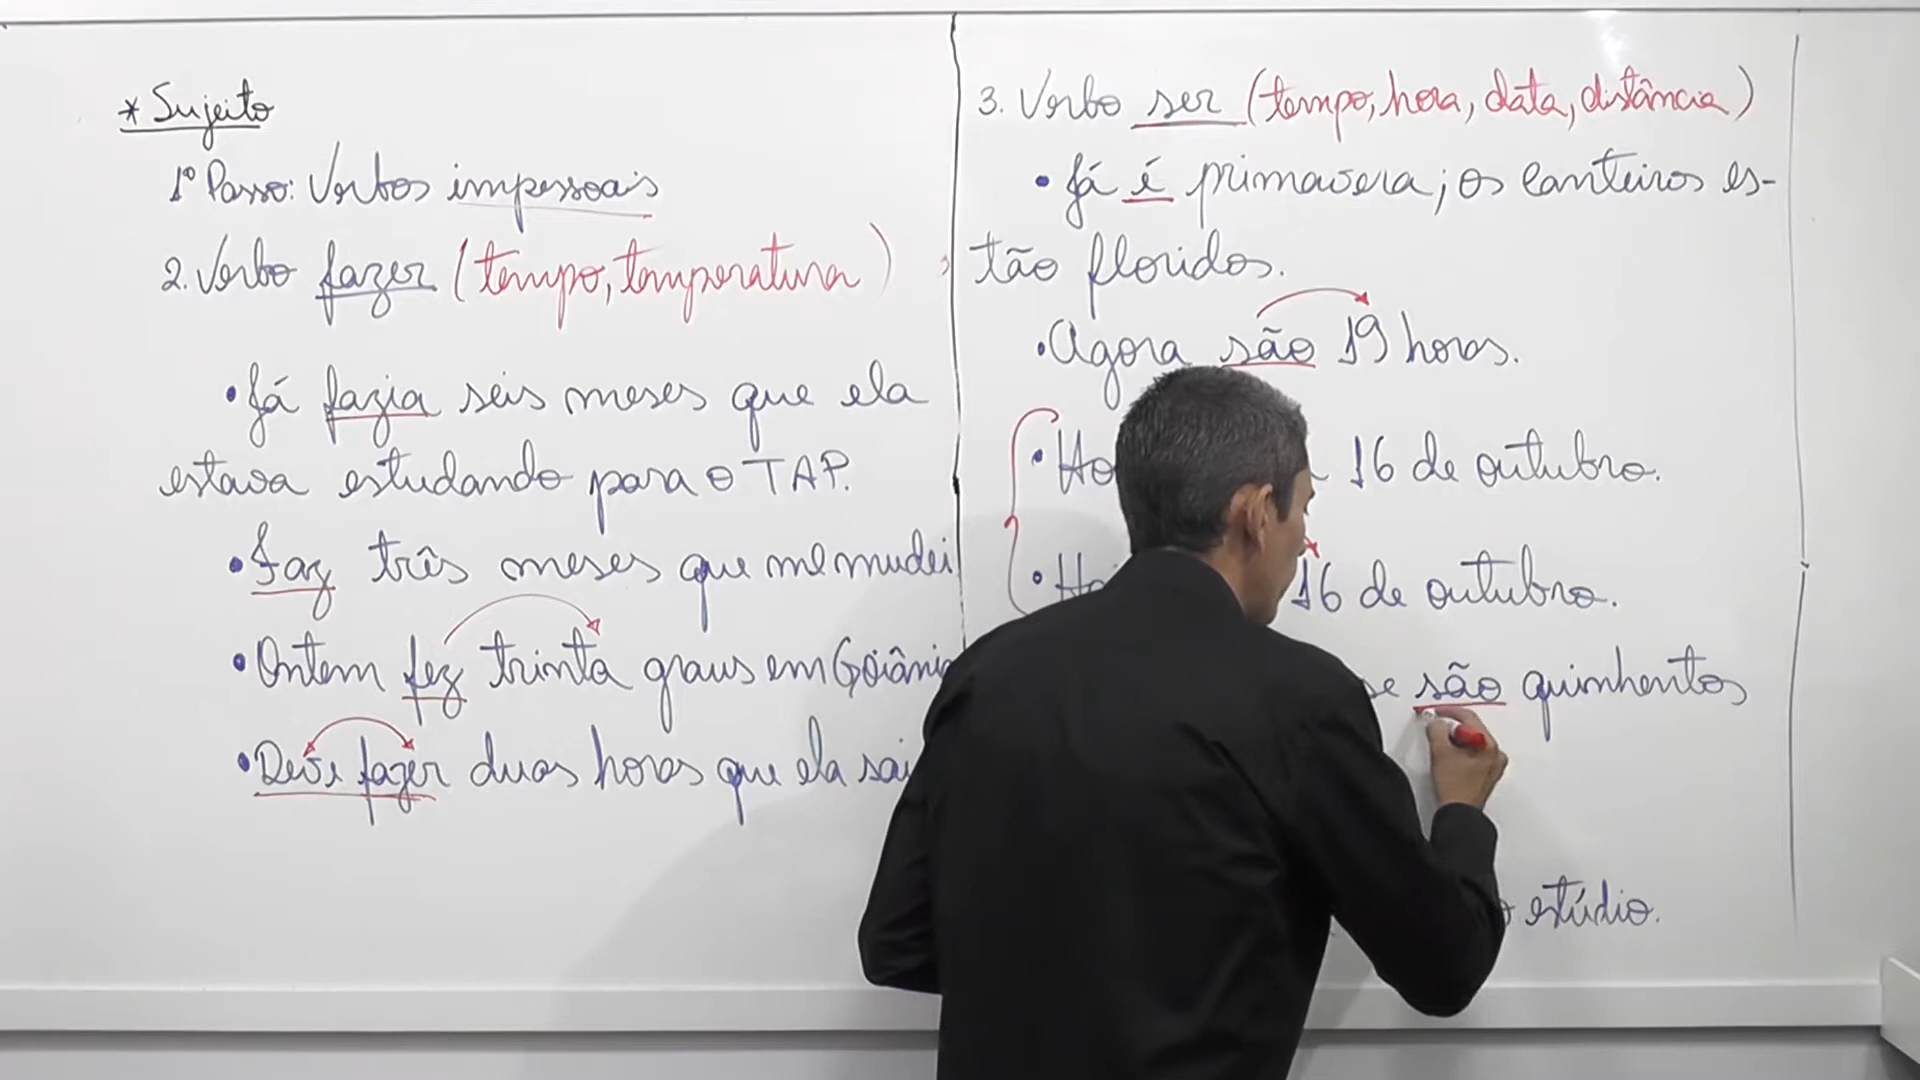 * Sujeito
1º Passo: Verbos impessoais
2. Verbo fazer (tempo, temperatura)
• Já fazia seis meses que ela
estava estudando para o TAP.
• Faz três meses que me mudei
• Ontem fez trinta graus em Goiânia
• Deve fazer duas horas que ela sai
3. Verbo ser (tempo, hora, data, distância)
• Já é primavera; os canteiros es-
tão floridos.
• Agora são 19 horas.
• 16 de outubro.
• 16 de outubro.
são quinhentos
estúdio.